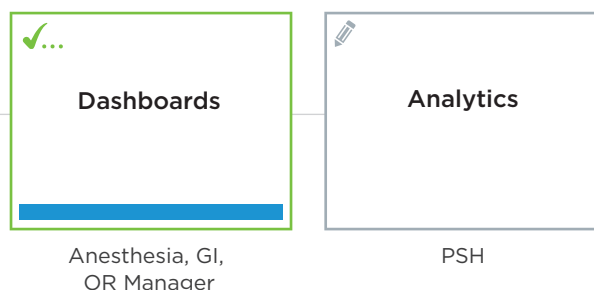 Dashboards
Analytics
Anesthesia, GI,
OR Manager
PSH